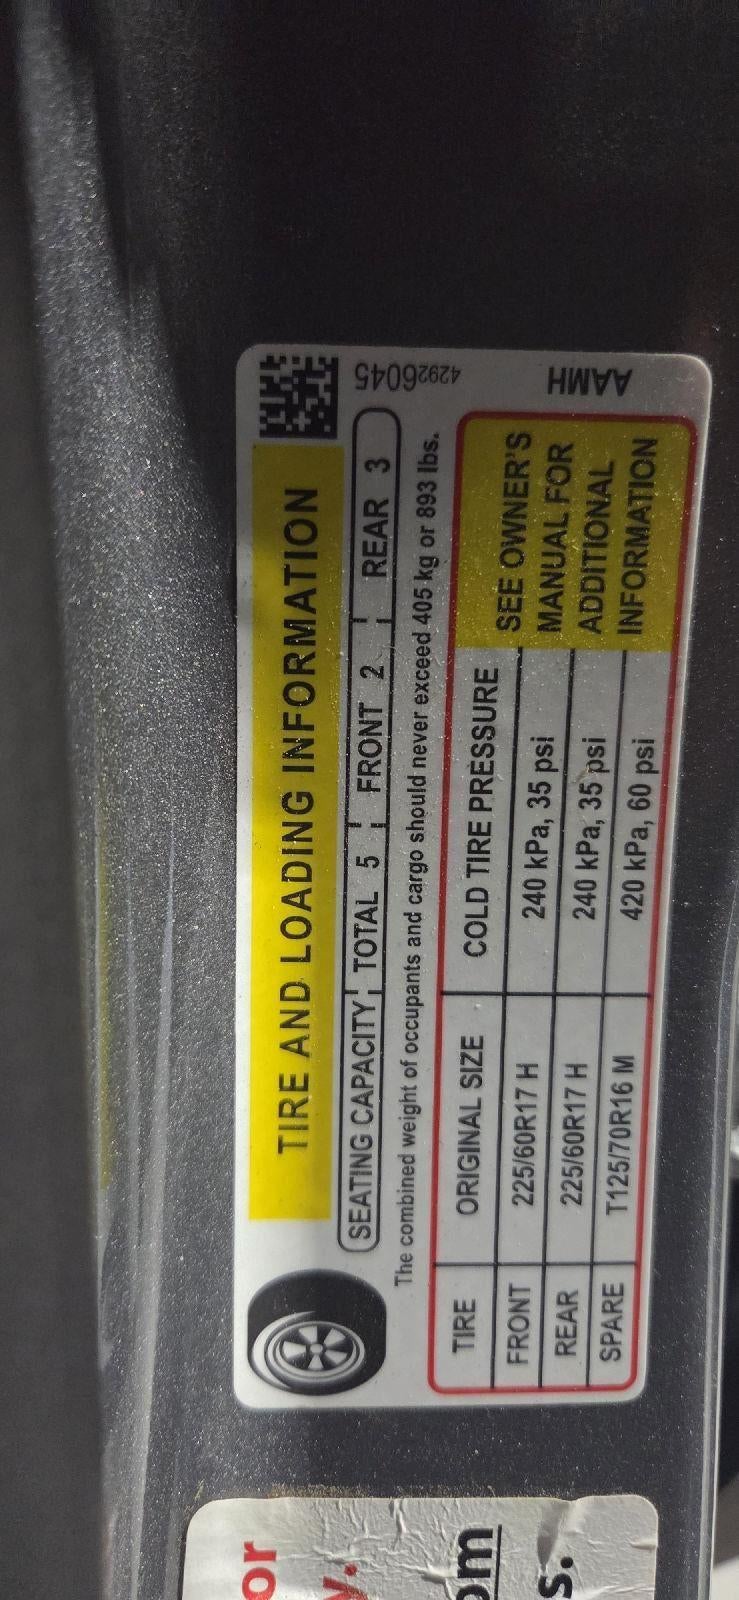 TIRE AND LOADING INFORMATION
SEATING CAPACITY TOTAL 5 FRONT 2 REAR 3
The combined weight of occupants and cargo should never exceed 405 kg or 893 lbs.
TIRE ORIGINAL SIZE COLD TIRE PRESSURE
FRONT 225/60R17 H 240 kPa, 35 psi
REAR 225/60R17 H 240 kPa, 35 psi
SPARE T125/70R16 M 420 kPa, 60 psi
SEE OWNER'S
MANUAL FOR
ADDITIONAL
INFORMATION
42926045
AAMH
or
y.
om
s.